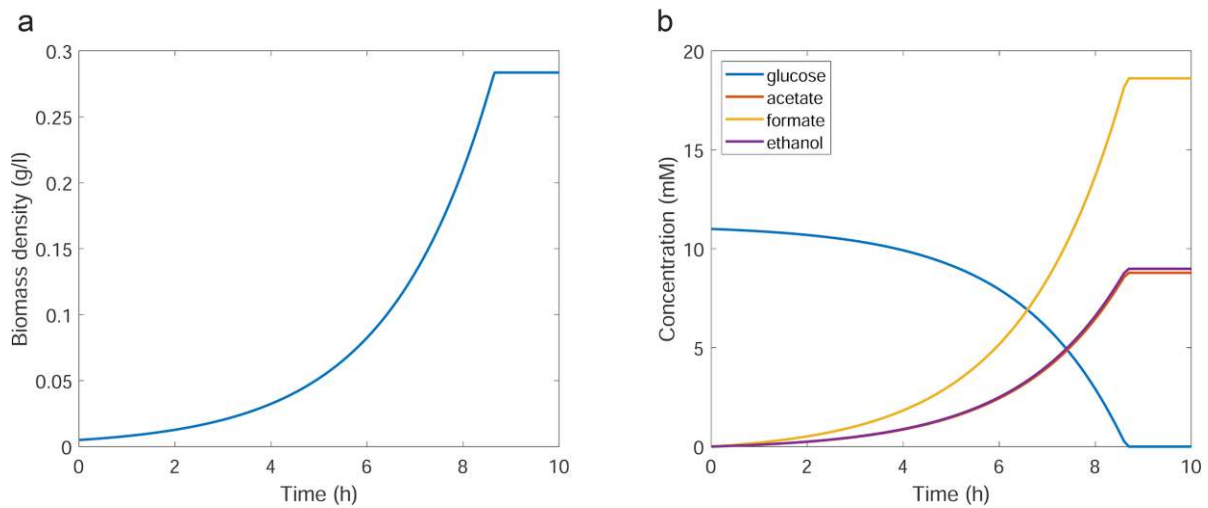 a
0.3
0.25
0.2
0.15
0.1
0.05
0
0 2 4 6 8 10
Biomass density (g/l)
Time (h)
b
20
15
10
5
0
0 2 4 6 8 10
Concentration (mM)
Time (h)
glucose
acetate
formate
ethanol